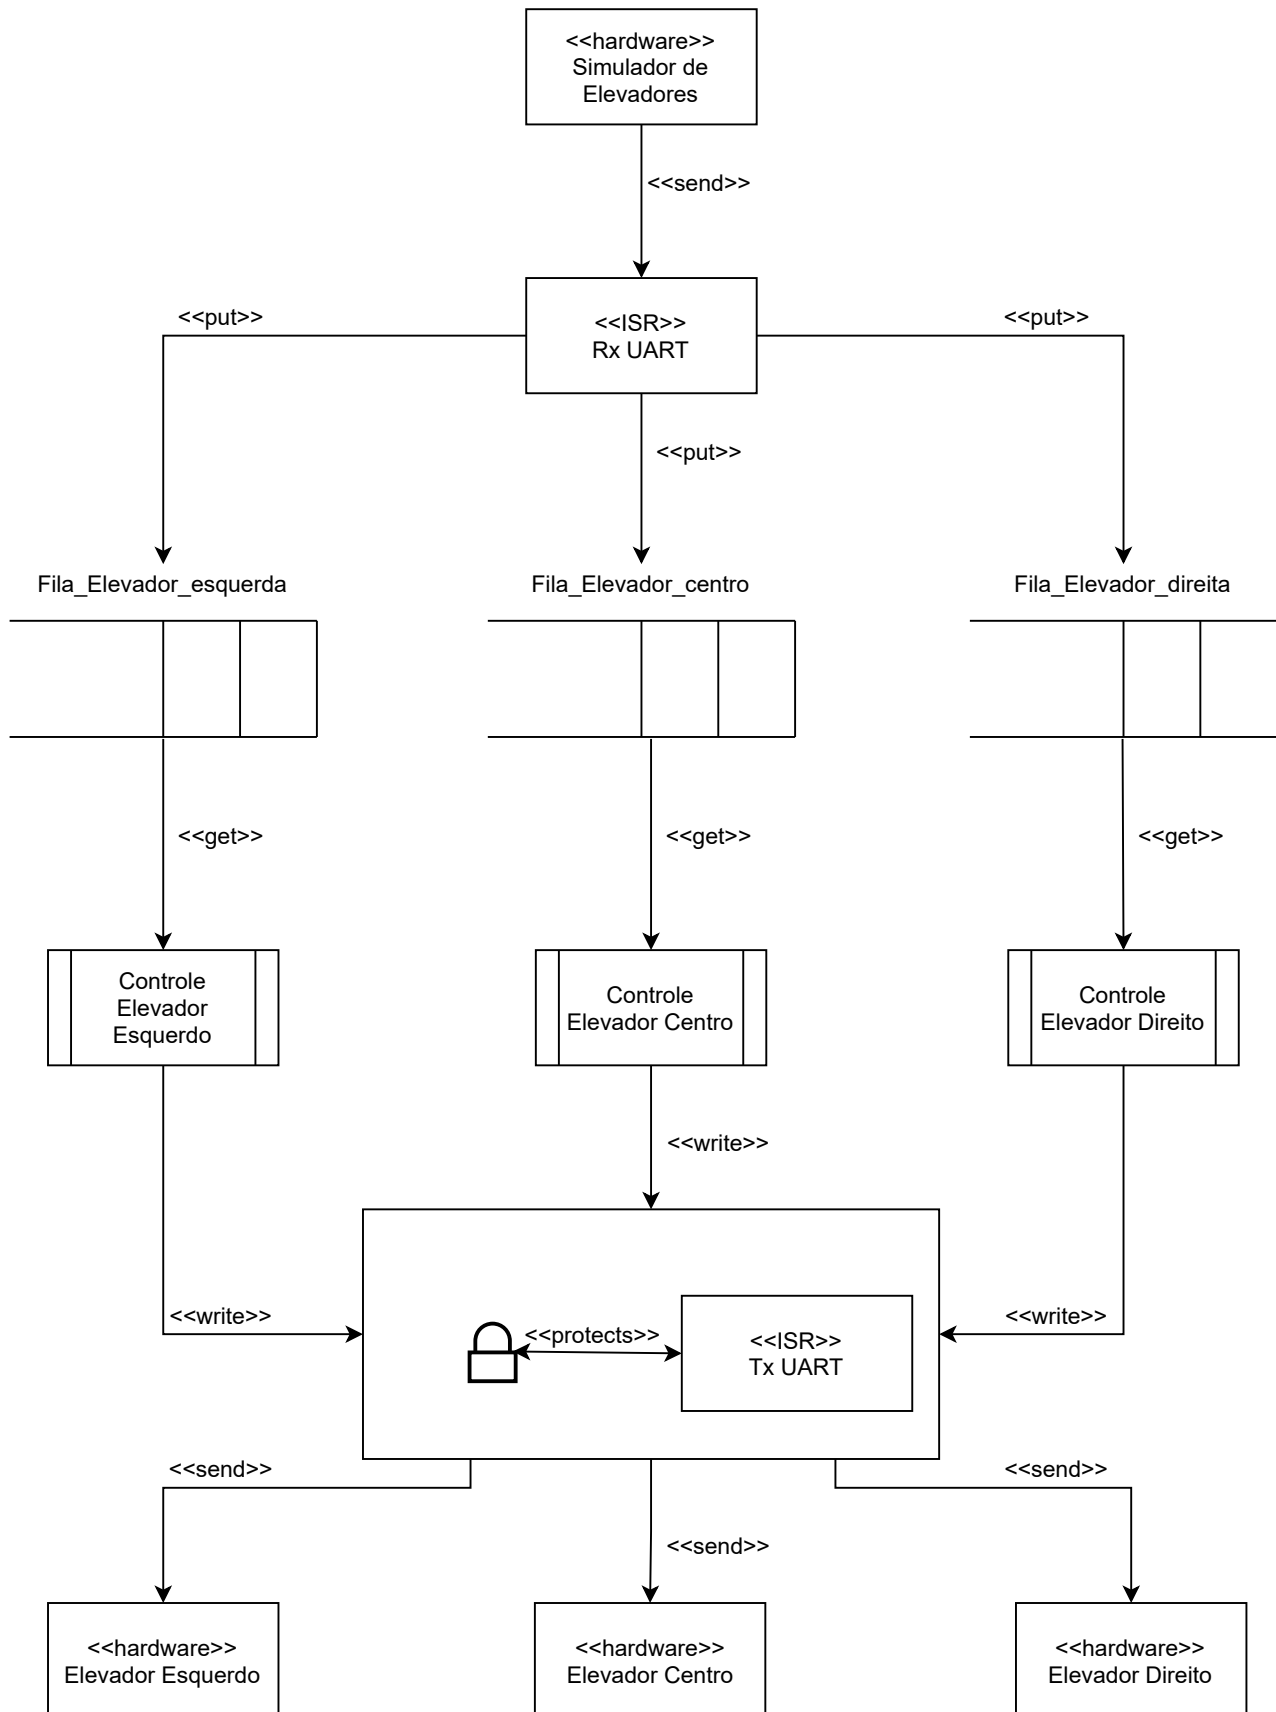 <<hardware>>
Simulador de
Elevadores
<<send>>
<<put>>
<<ISR>>
Rx UART
<<put>>
<<put>>
Fila_Elevador_esquerda
Fila_Elevador_centro
Fila_Elevador_direita
<<get>>
<<get>>
<<get>>
Controle
Elevador
Esquerdo
Controle
Elevador Centro
Controle
Elevador Direito
<<write>>
<<write>>
<<protects>>
<<ISR>>
Tx UART
<<write>>
<<send>>
<<send>>
<<send>>
<<hardware>>
Elevador Esquerdo
<<hardware>>
Elevador Centro
<<hardware>>
Elevador Direito